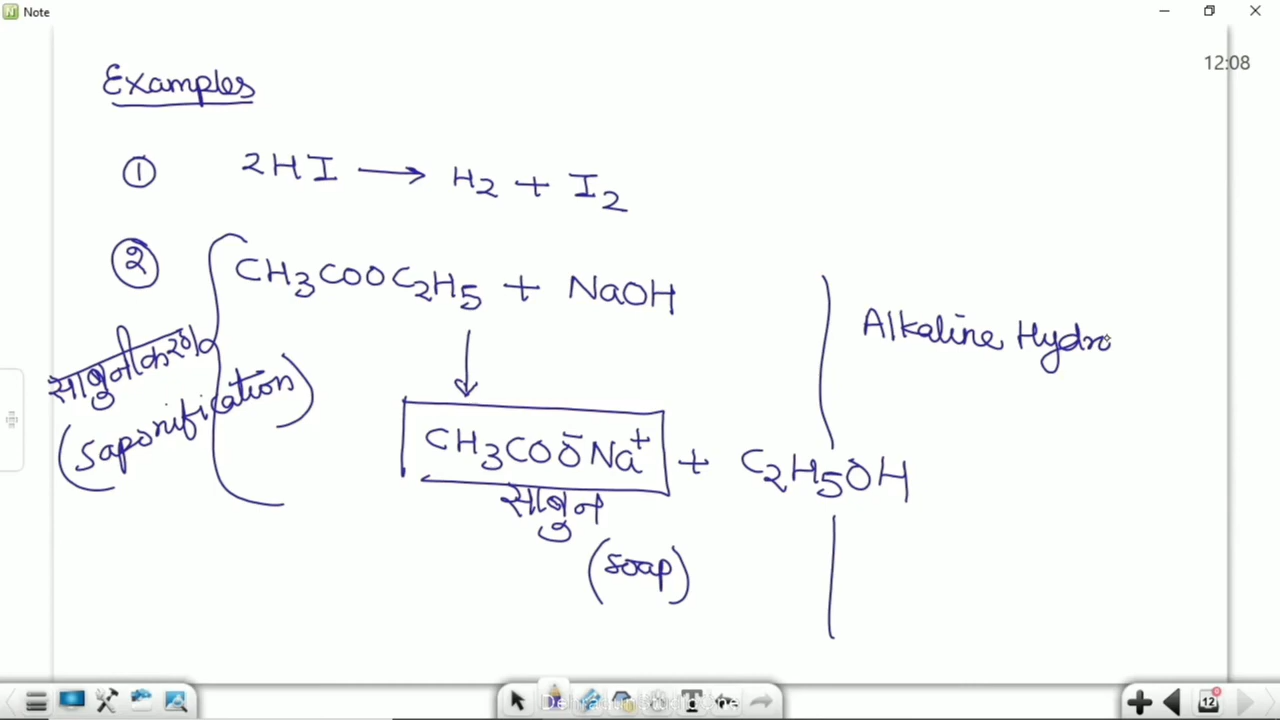 Note
12:08
Examples
① 2HI → H2 + I2
② CH3COOC2H5 + NaOH
↓
CH3COO⁻Na⁺ + C2H5OH
साबुन
(soap)
साबुनीकरण
(saponification)
Alkaline Hydro
12